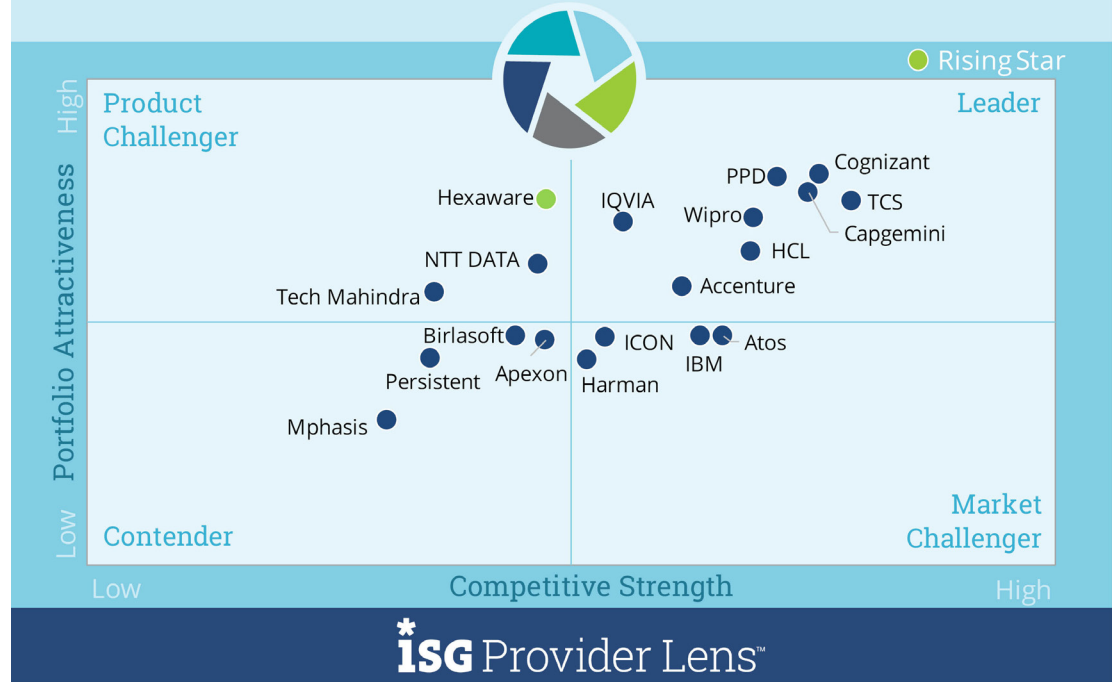 Rising Star
High
Product
Challenger
Leader
Portfolio Attractiveness
Hexaware
NTT DATA
Tech Mahindra
IQVIA
PPD
Cognizant
TCS
Wipro
Capgemini
HCL
Accenture
Birlasoft
Persistent
Apexon
Mphasis
ICON
Harman
IBM
Atos
Low
Contender
Market
Challenger
Low
Competitive Strength
High
ISG Provider Lens™